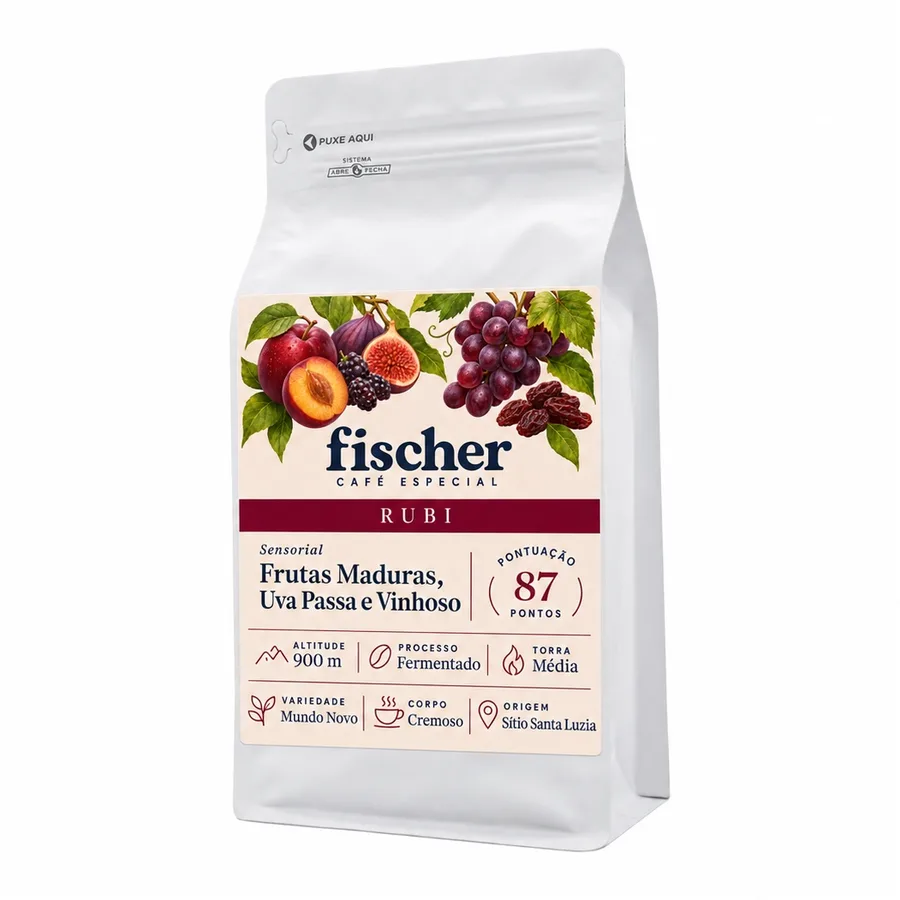 PUXE AQUI
SISTEMA
ABRE FECHA
fischer
CAFÉ ESPECIAL
RUBI
Sensorial
Frutas Maduras,
Uva Passa e Vinhoso
PONTUAÇÃO
87
PONTOS
ALTITUDE
900 m
PROCESSO
Fermentado
TORRA
Média
VARIEDADE
Mundo Novo
CORPO
Cremoso
ORIGEM
Sítio Santa Luzia